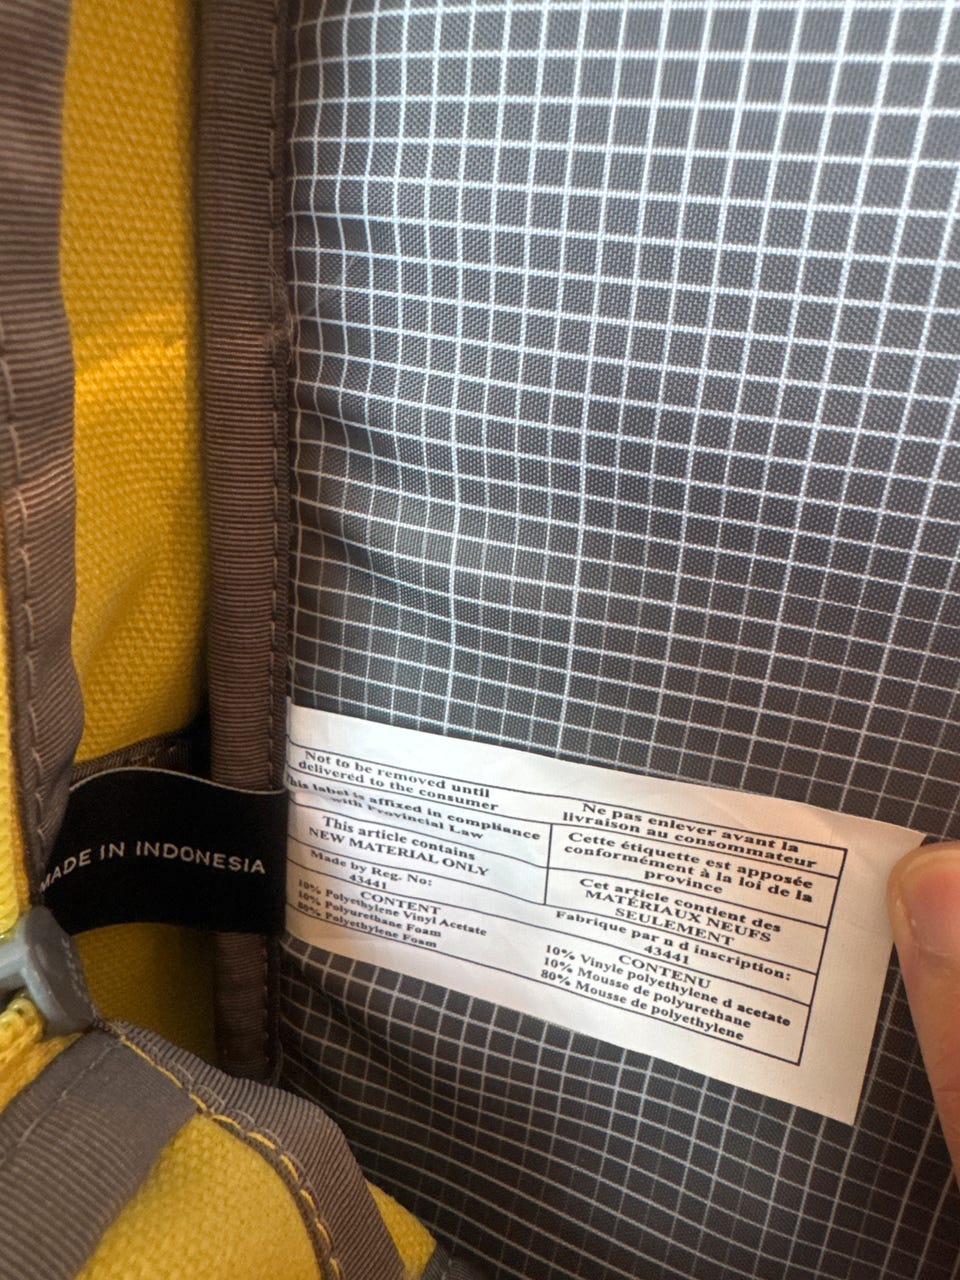 MADE IN INDONESIA
Not to be removed until
delivered to the consumer
This label is affixed in compliance
with Provincial Law
This article contains
NEW MATERIAL ONLY
Made by Reg. No:
43441
CONTENT
10% Polyethylene Vinyl Acetate
10% Polyurethane Foam
80% Polyethylene Foam
Ne pas enlever avant la
livraison au consommateur
Cette étiquette est apposée
conformément à la loi de la
province
Cet article contient des
MATÉRIAUX NEUFS
SEULEMENT
Fabrique par n d inscription:
43441
CONTENU
10% Vinyle polyethylene d acetate
10% Mousse de polyurethane
80% Mousse de polyethylene